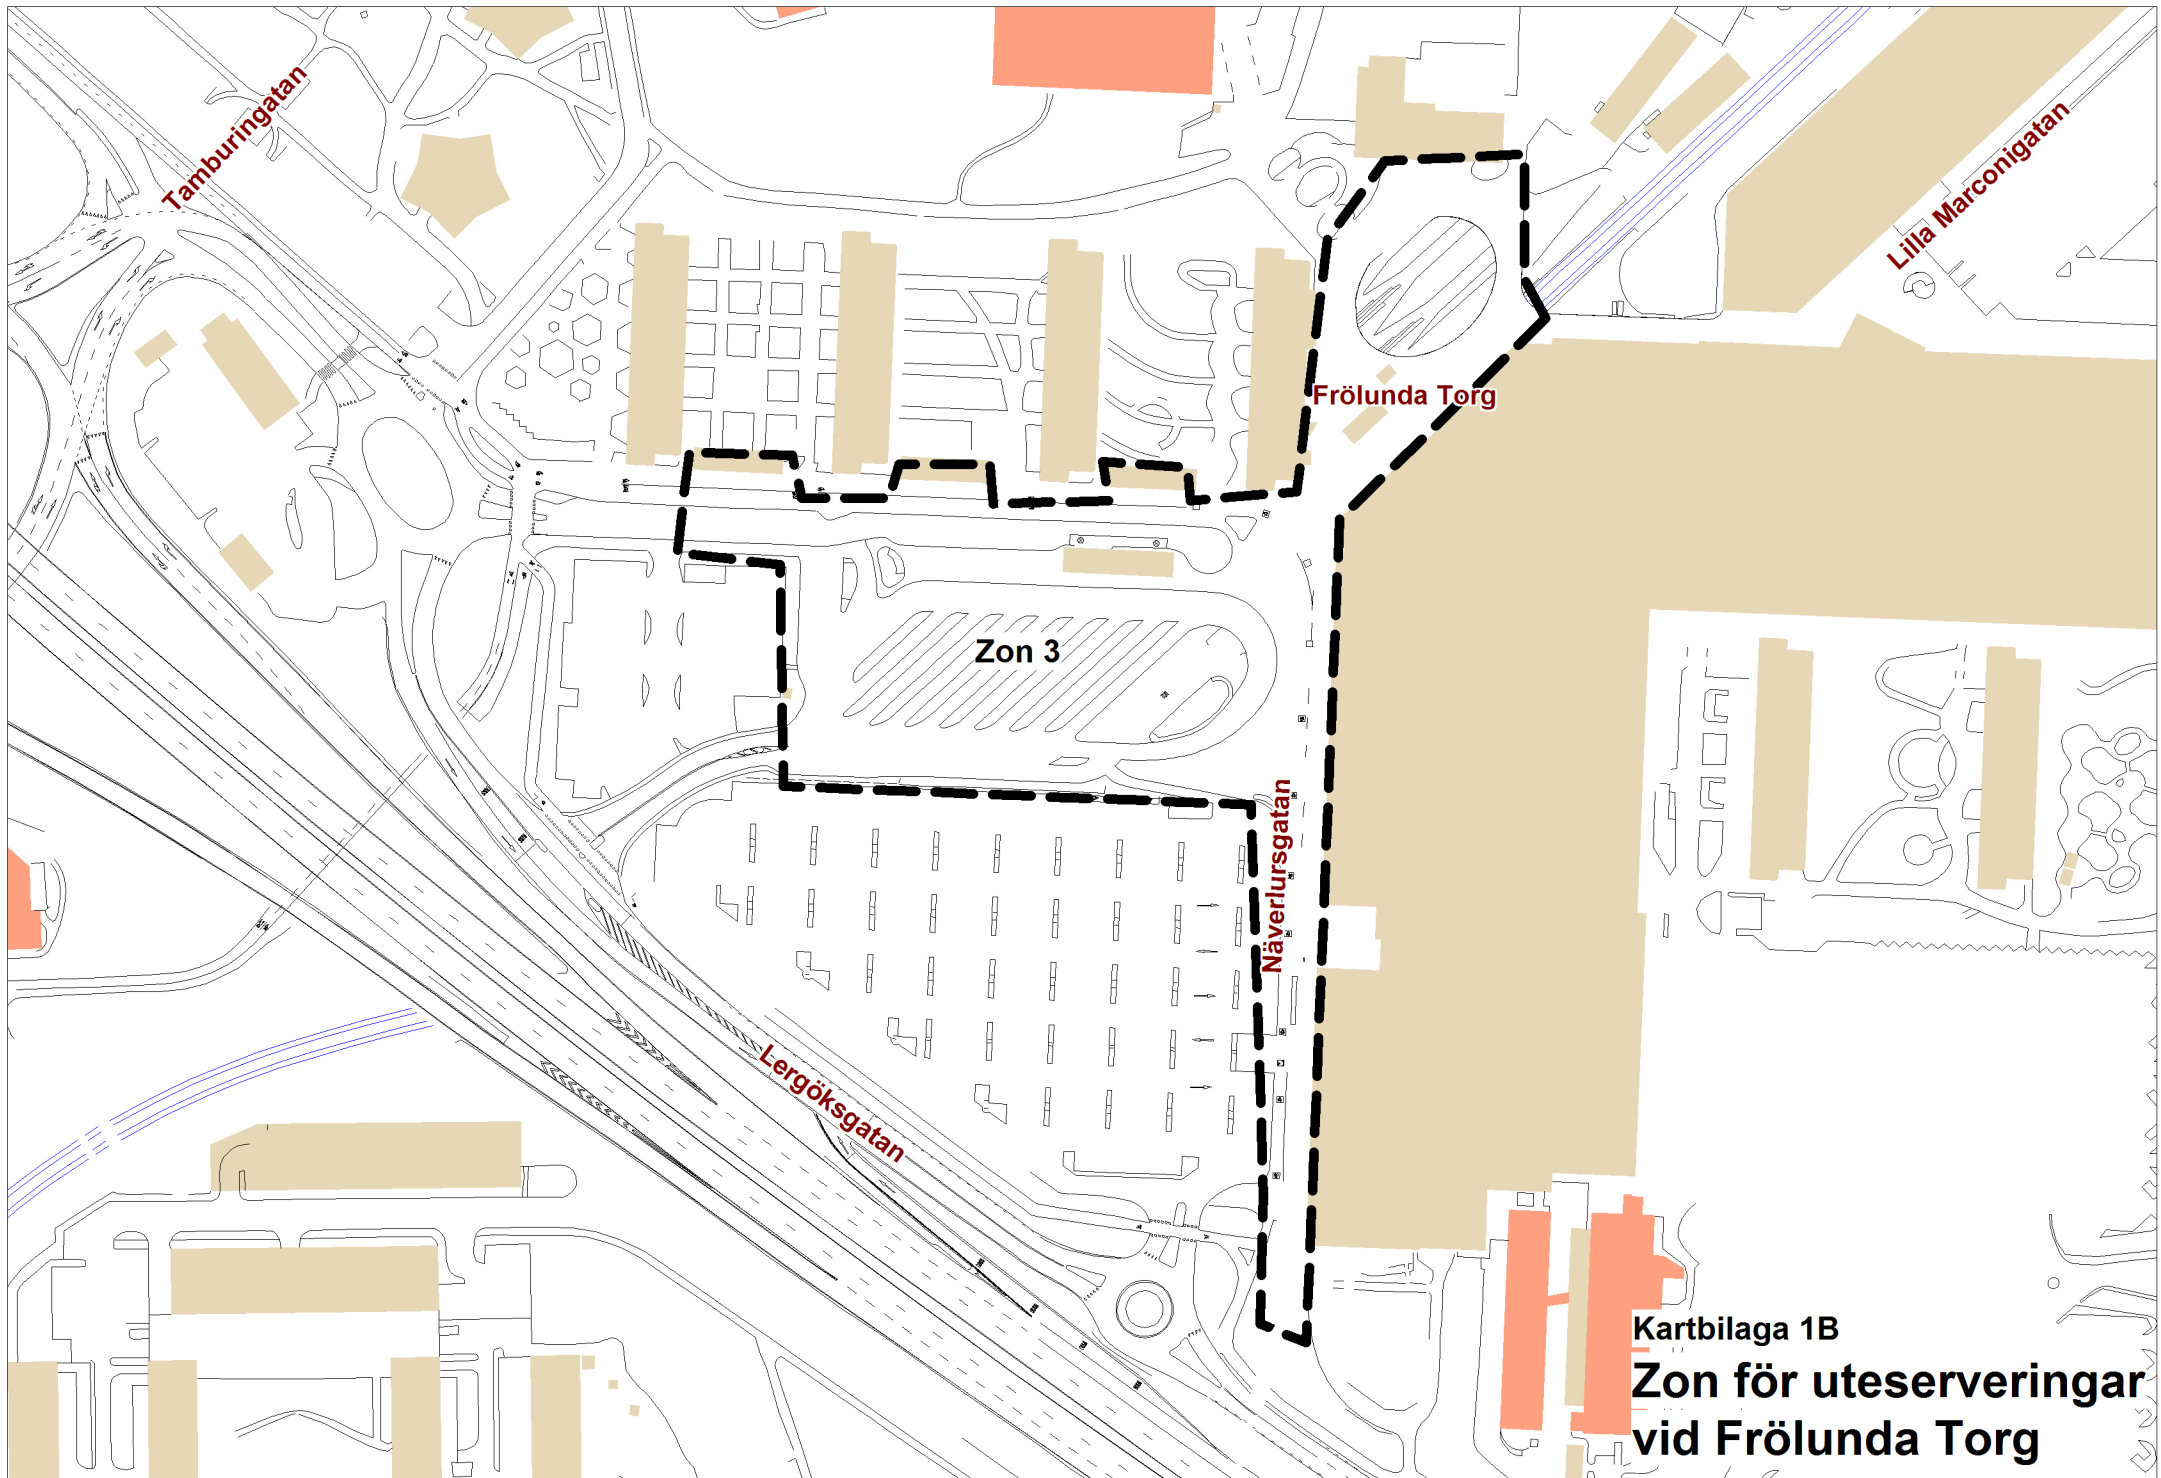 Tamburingatan
Lilla Marconigatan
Frölunda Torg
Zon 3
Näverlursgatan
Lergöksgatan
Kartbilaga 1B
Zon för uteserveringar
vid Frölunda Torg